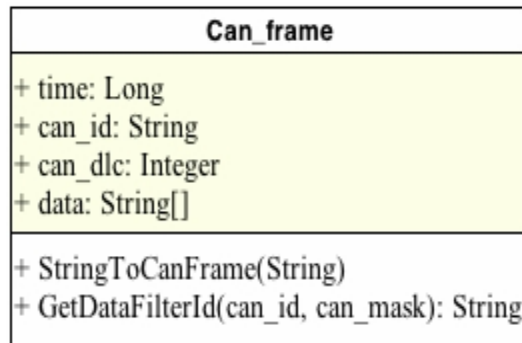 Can_frame
+ time: Long
+ can_id: String
+ can_dlc: Integer
+ data: String[]
+ StringToCanFrame(String)
+ GetDataFilterId(can_id, can_mask): String